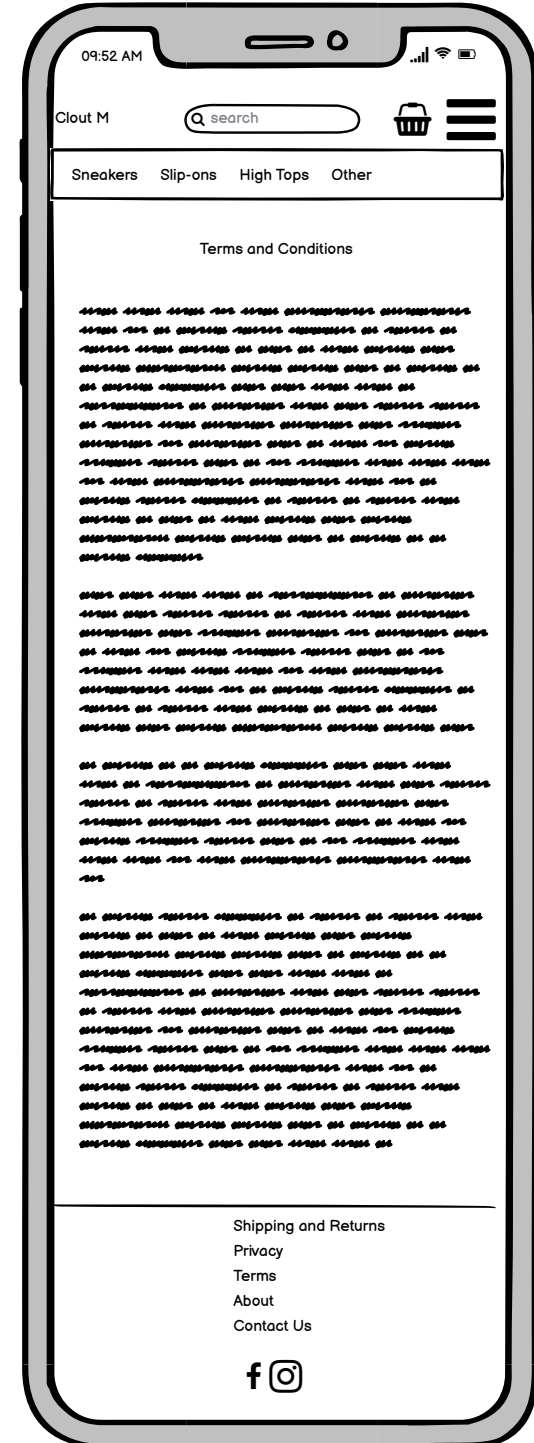 09:52 AM
Clout M
search
Sneakers Slip-ons High Tops Other
Terms and Conditions
Shipping and Returns
Privacy
Terms
About
Contact Us